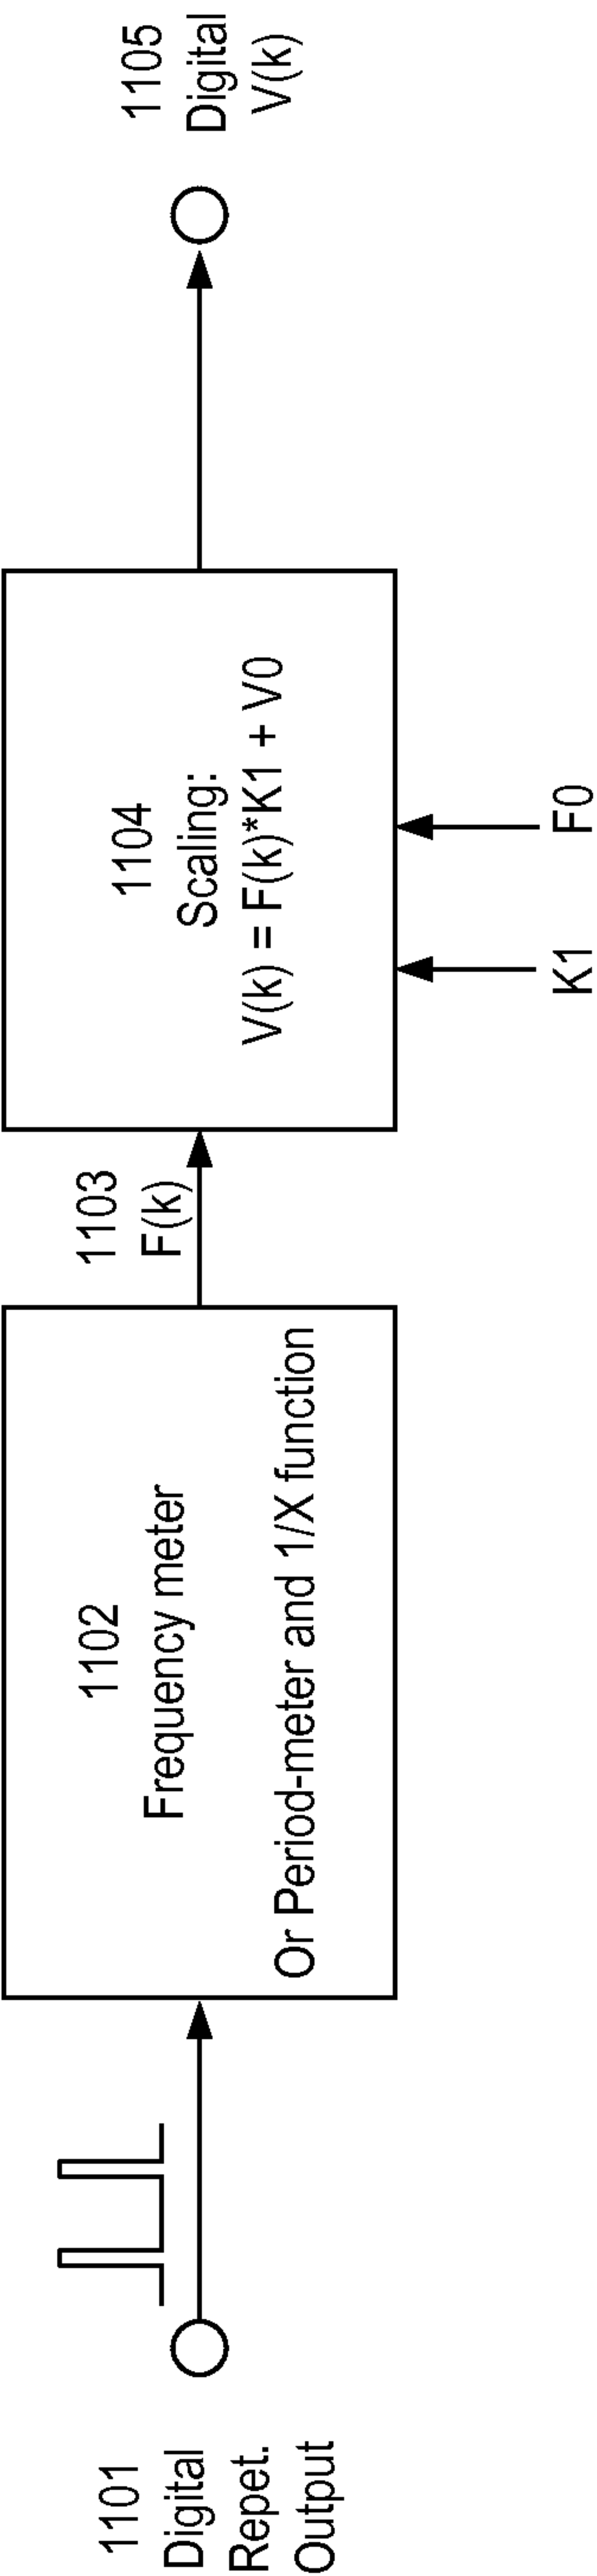 1101
Digital
Repet.
Output
1102
Frequency meter
Or Period-meter and 1/X function
1103
F(k)
1104
Scaling:
V(k) = F(k)*K1 + V0
K1
F0
1105
Digital
V(k)